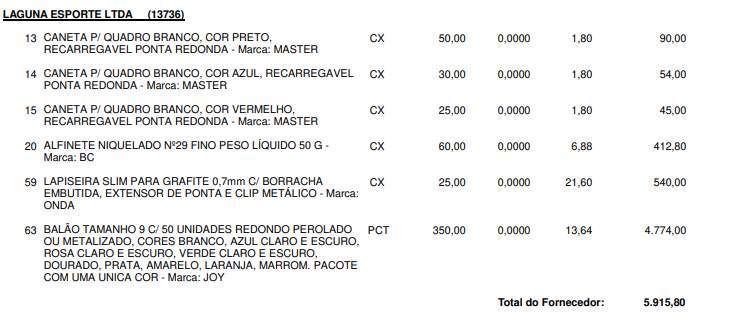 LAGUNA ESPORTE LTDA (13736)
13 CANETA P/ QUADRO BRANCO, COR PRETO, CX 50,00 0,0000 1,80 90,00
RECARREGAVEL PONTA REDONDA - Marca: MASTER
14 CANETA P/ QUADRO BRANCO, COR AZUL, RECARREGAVEL CX 30,00 0,0000 1,80 54,00
PONTA REDONDA - Marca: MASTER
15 CANETA P/ QUADRO BRANCO, COR VERMELHO, CX 25,00 0,0000 1,80 45,00
RECARREGAVEL PONTA REDONDA - Marca: MASTER
20 ALFINETE NIQUELADO Nº29 FINO PESO LÍQUIDO 50 G - CX 60,00 0,0000 6,88 412,80
Marca: BC
59 LAPISEIRA SLIM PARA GRAFITE 0,7mm C/ BORRACHA CX 25,00 0,0000 21,60 540,00
EMBUTIDA, EXTENSOR DE PONTA E CLIP METÁLICO - Marca:
ONDA
63 BALÃO TAMANHO 9 C/ 50 UNIDADES REDONDO PEROLADO PCT 350,00 0,0000 13,64 4.774,00
OU METALIZADO, CORES BRANCO, AZUL CLARO E ESCURO,
ROSA CLARO E ESCURO, VERDE CLARO E ESCURO,
DOURADO, PRATA, AMARELO, LARANJA, MARROM. PACOTE
COM UMA UNICA COR - Marca: JOY
Total do Fornecedor: 5.915,80